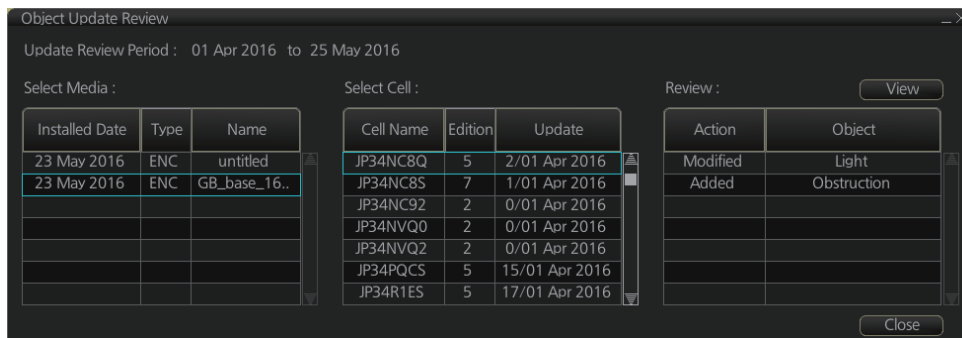 Object Update Review
Update Review Period : 01 Apr 2016 to 25 May 2016
Select Media :
Installed Date Type Name
23 May 2016 ENC untitled
23 May 2016 ENC GB_base_16..
Select Cell :
Cell Name Edition Update
JP34NC8Q 5 2/01 Apr 2016
JP34NC8S 7 1/01 Apr 2016
JP34NC92 2 0/01 Apr 2016
JP34NVQ0 2 0/01 Apr 2016
JP34NVQ2 2 0/01 Apr 2016
JP34PQCS 5 15/01 Apr 2016
JP34R1ES 5 17/01 Apr 2016
Review : View
Action Object
Modified Light
Added Obstruction
Close